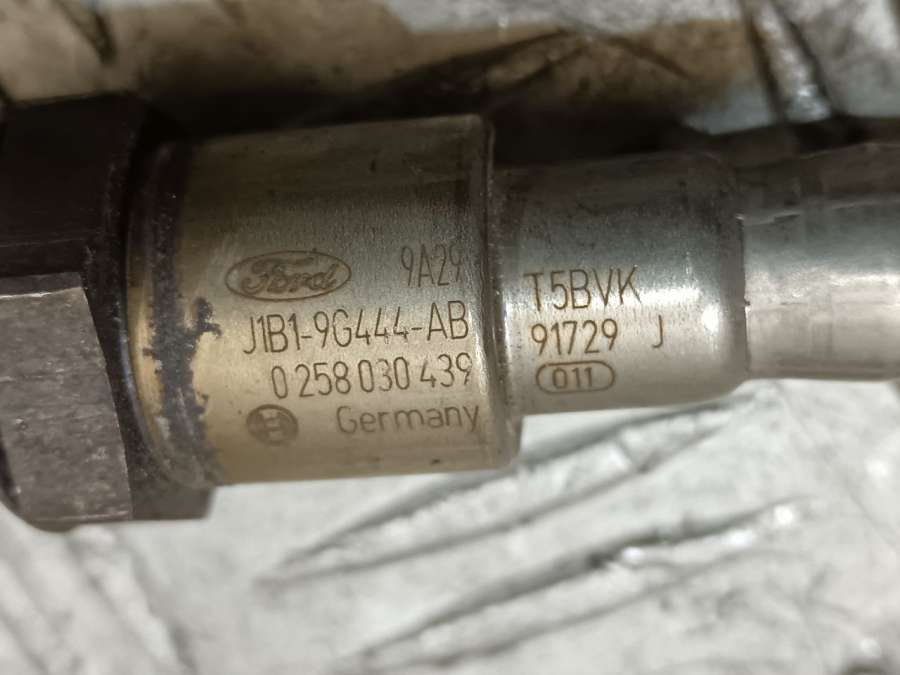 Ford 9A29
J1B1-9G444-AB
0 258 030 439
Germany
T5BVK
91729 J
011